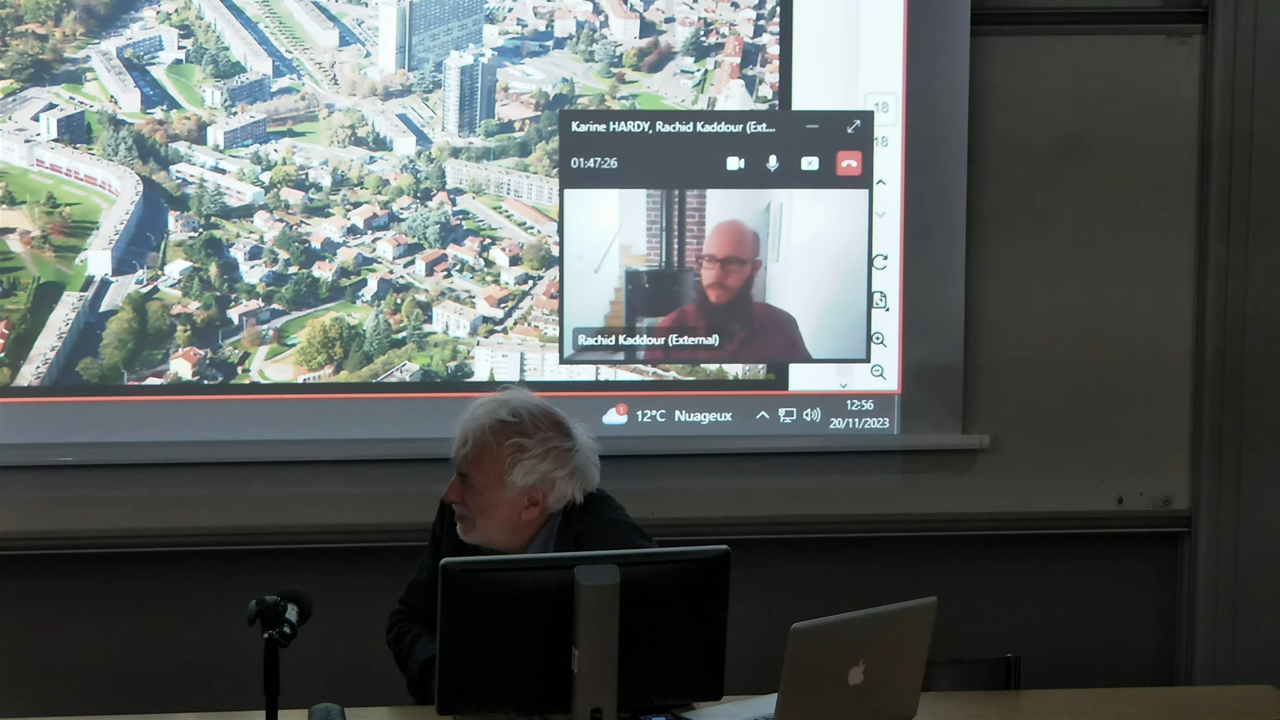 18
Karine HARDY, Rachid Kaddour (Ext...
18
01:47:26
Rachid Kaddour (External)
1
12°C Nuageux
12:56
20/11/2023